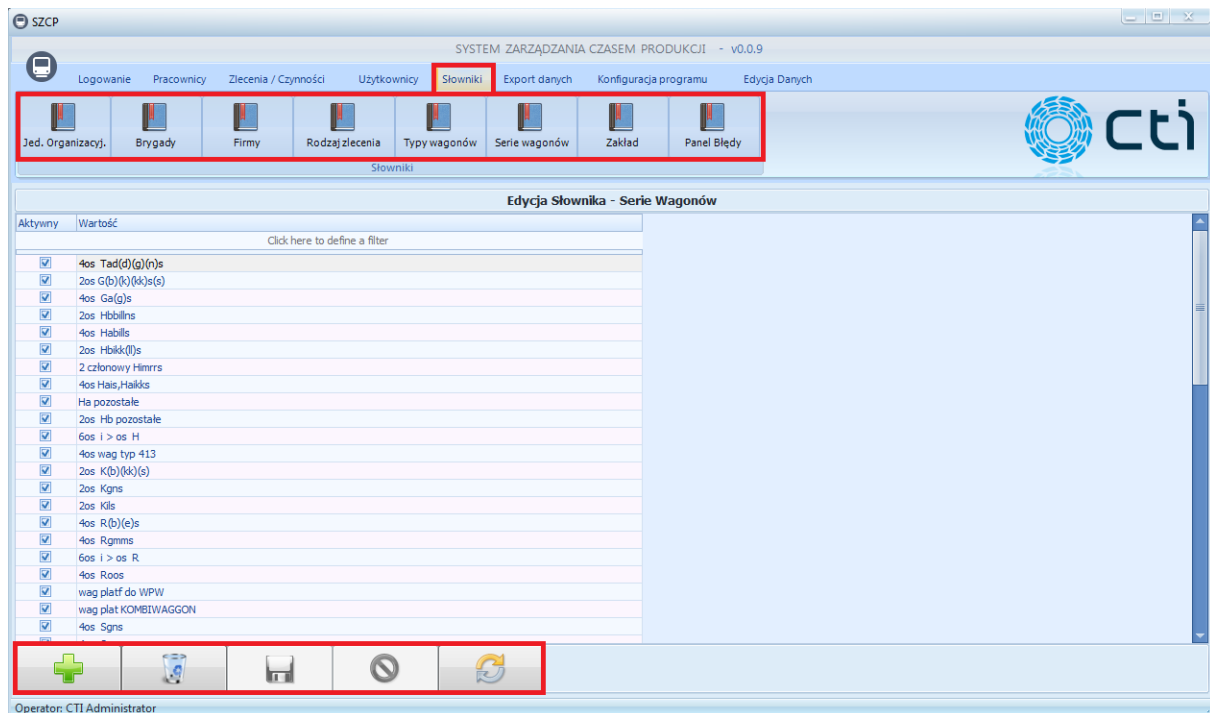 SZCP
SYSTEM ZARZĄDZANIA CZASEM PRODUKCJI - v0.0.9
Logowanie Pracownicy Zlecenia / Czynności Użytkownicy Słowniki Export danych Konfiguracja programu Edycja Danych
Jed. Organizacyj. Brygady Firmy Rodzaj zlecenia Typy wagonów Serie wagonów Zakład Panel Błędy
cti
Słowniki
Edycja Słownika - Serie Wagonów
Aktywny Wartość
Click here to define a filter
4os Tad(d)(g)(n)s
2os G(b)(k)(kk)s(s)
4os Ga(g)s
2os Hbbillns
4os Habills
2os Hbikk(ll)s
2 członowy Himrrs
4os Hais,Haikks
Ha pozostałe
2os Hb pozostałe
6os i > os H
4os wag typ 413
2os K(b)(kk)(s)
2os Kgns
2os Kils
4os R(b)(e)s
4os Rgmms
6os i > os R
4os Roos
wag platf do WPW
wag plat KOMBIWAGGON
4os Sgns
Operator: CTI Administrator